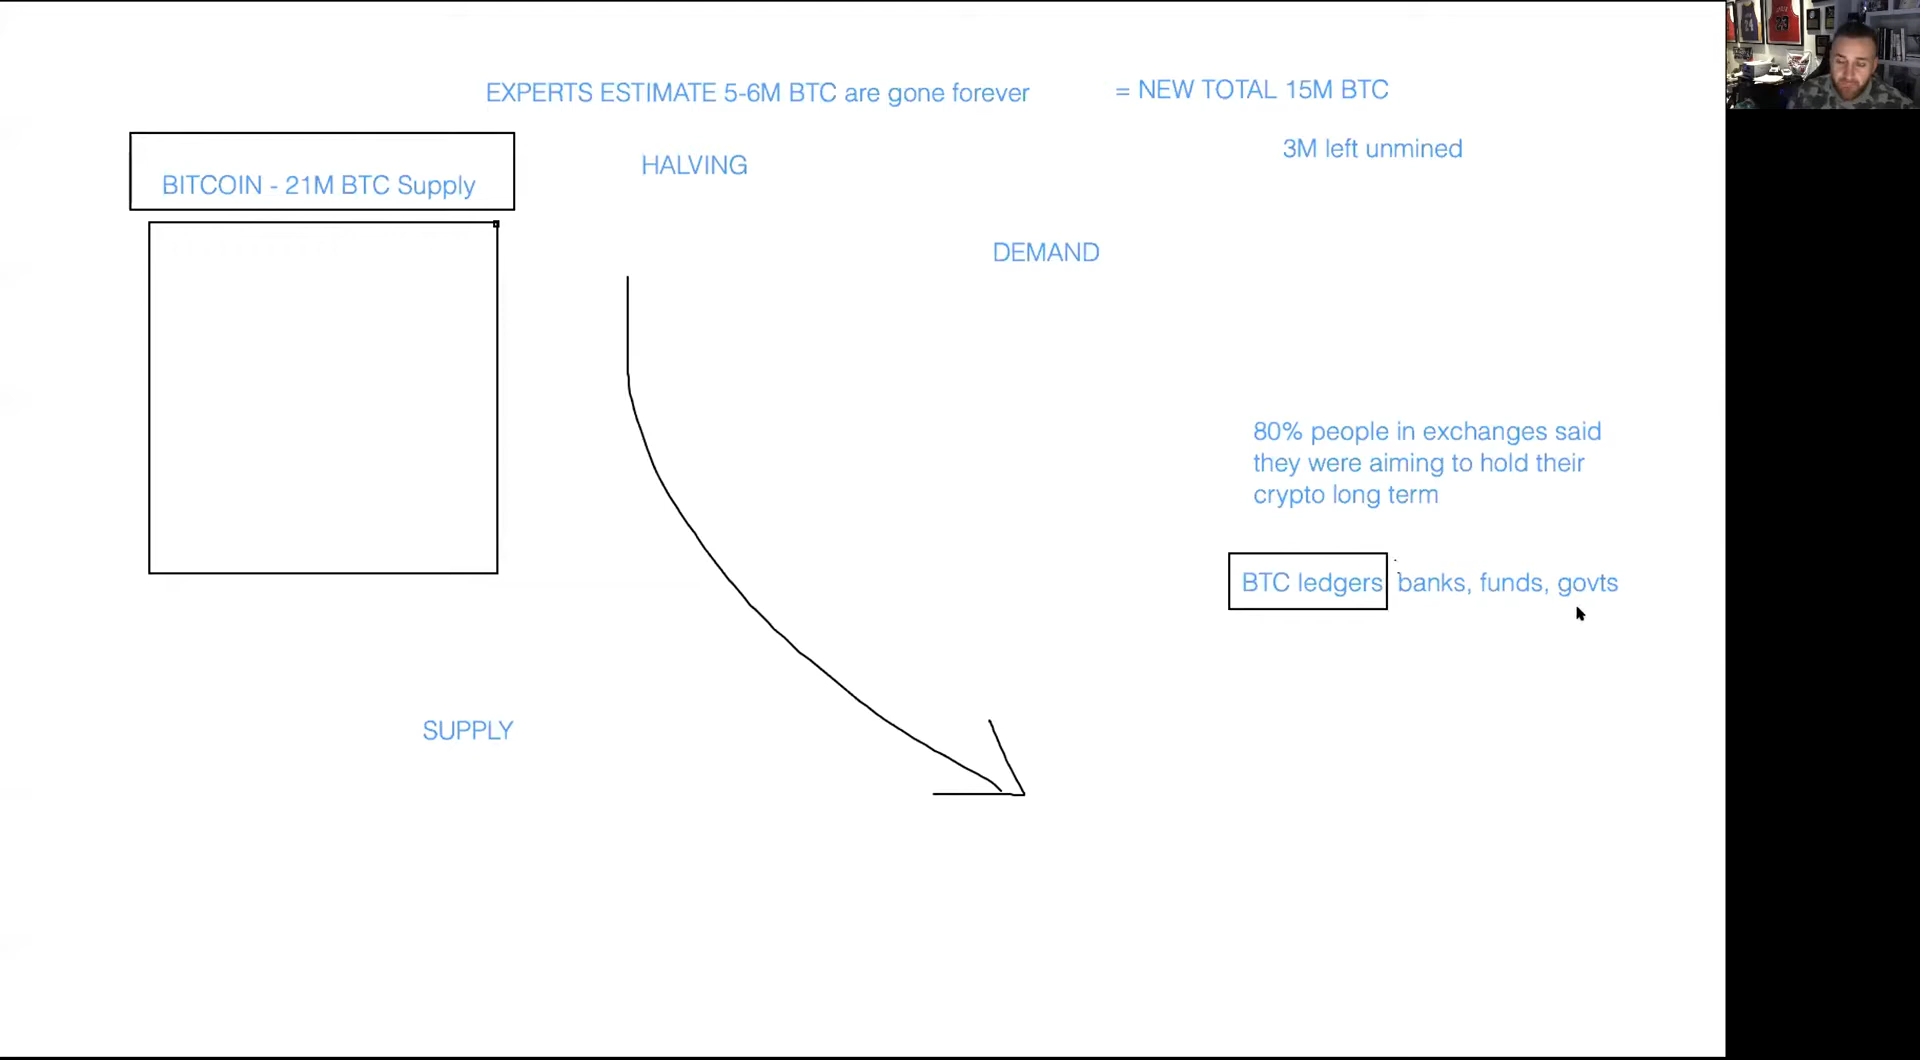 EXPERTS ESTIMATE 5-6M BTC are gone forever
= NEW TOTAL 15M BTC
3M left unmined
HALVING
BITCOIN - 21M BTC Supply
DEMAND
80% people in exchanges said
they were aiming to hold their
crypto long term
BTC ledgers banks, funds, govts
SUPPLY
23